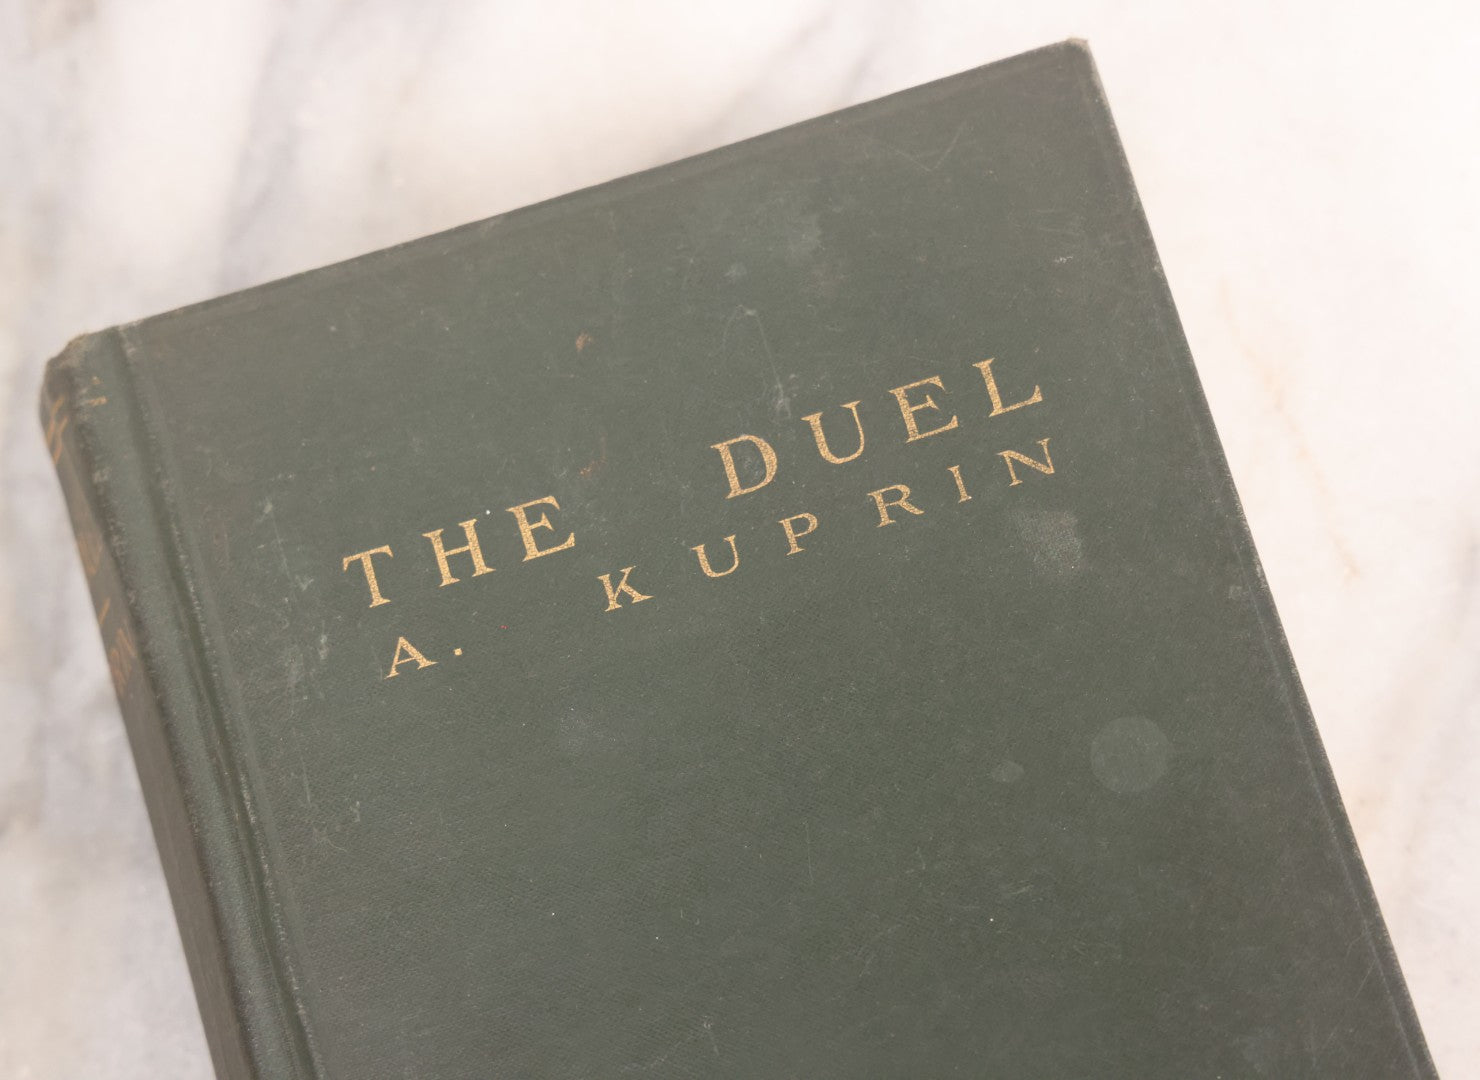 THE DUEL
A. KUPRIN